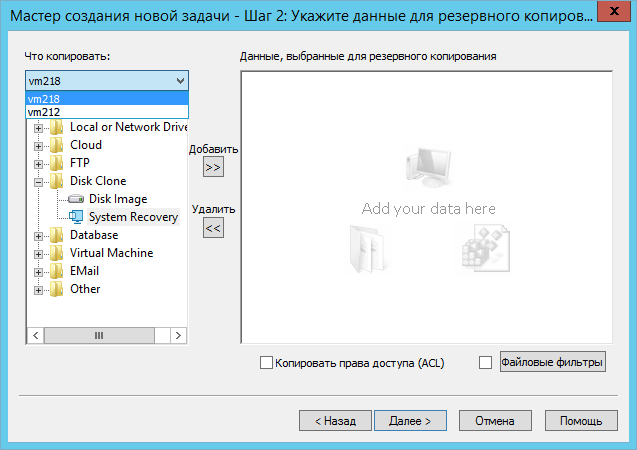 Мастер создания новой задачи - Шаг 2: Укажите данные для резервного копиров...
Что копировать:
Данные, выбранные для резервного копирования
vm218
vm218
vm212
Local or Network Drive
Cloud
FTP
Disk Clone
Disk Image
System Recovery
Database
Virtual Machine
EMail
Other
Добавить
>>
Удалить
<<
Add your data here
Копировать права доступа (ACL)
Файловые фильтры
< Назад
Далее >
Отмена
Помощь